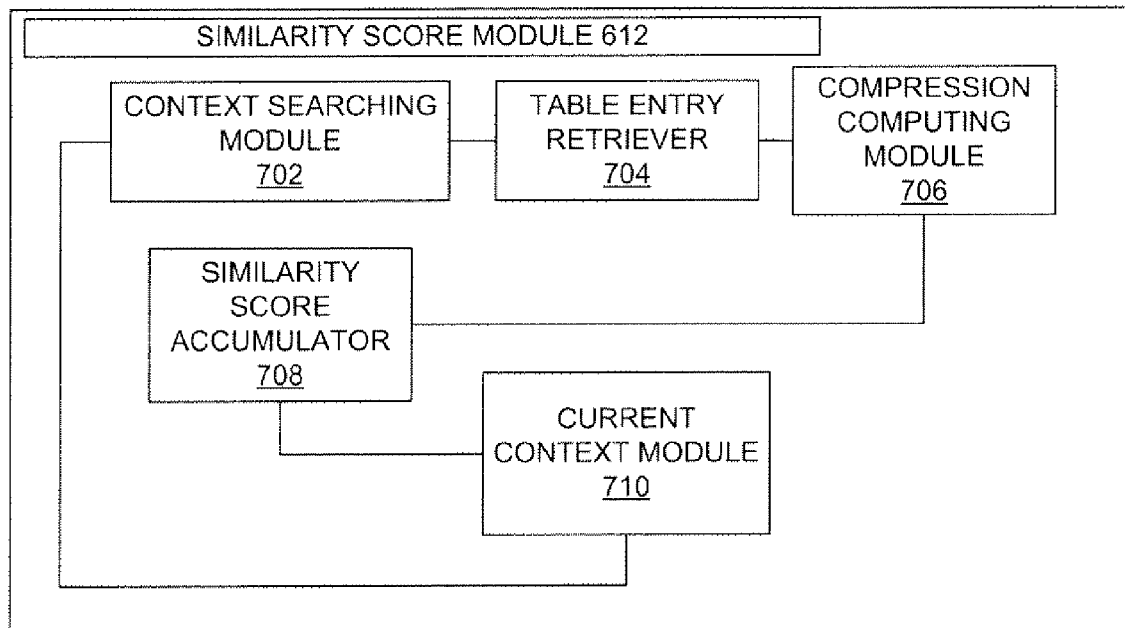 SIMILARITY SCORE MODULE 612
CONTEXT SEARCHING
MODULE
702
TABLE ENTRY
RETRIEVER
704
COMPRESSION
COMPUTING
MODULE
706
SIMILARITY
SCORE
ACCUMULATOR
708
CURRENT
CONTEXT MODULE
710